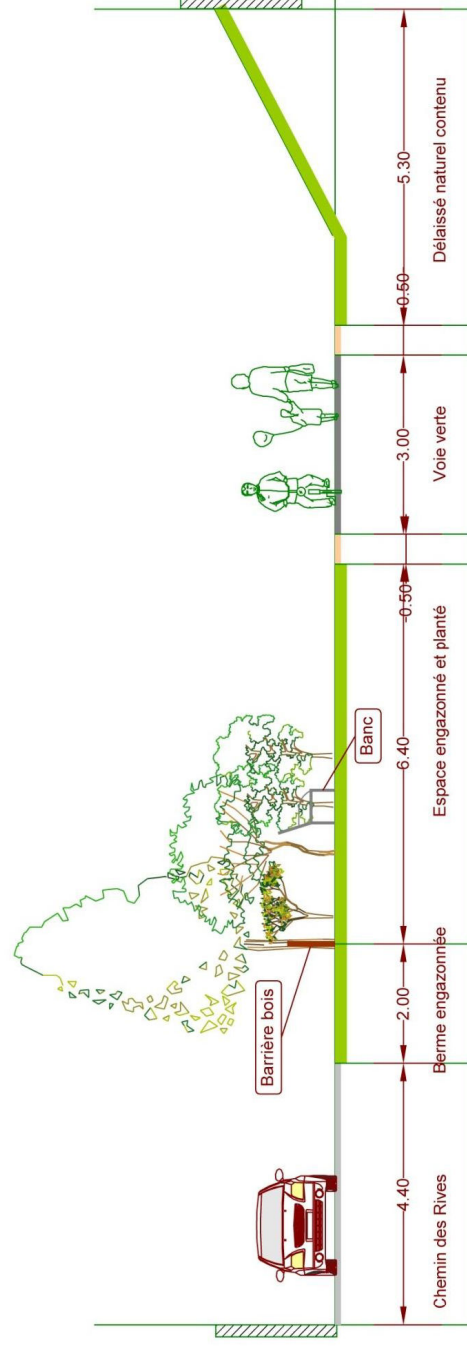 Barrière bois
Banc
4.40
2.00
6.40
0.50
3.00
0.50
5.30
Chemin des Rives
Berme engazonnée
Espace engazonné et planté
Voie verte
Délaissé naturel contenu